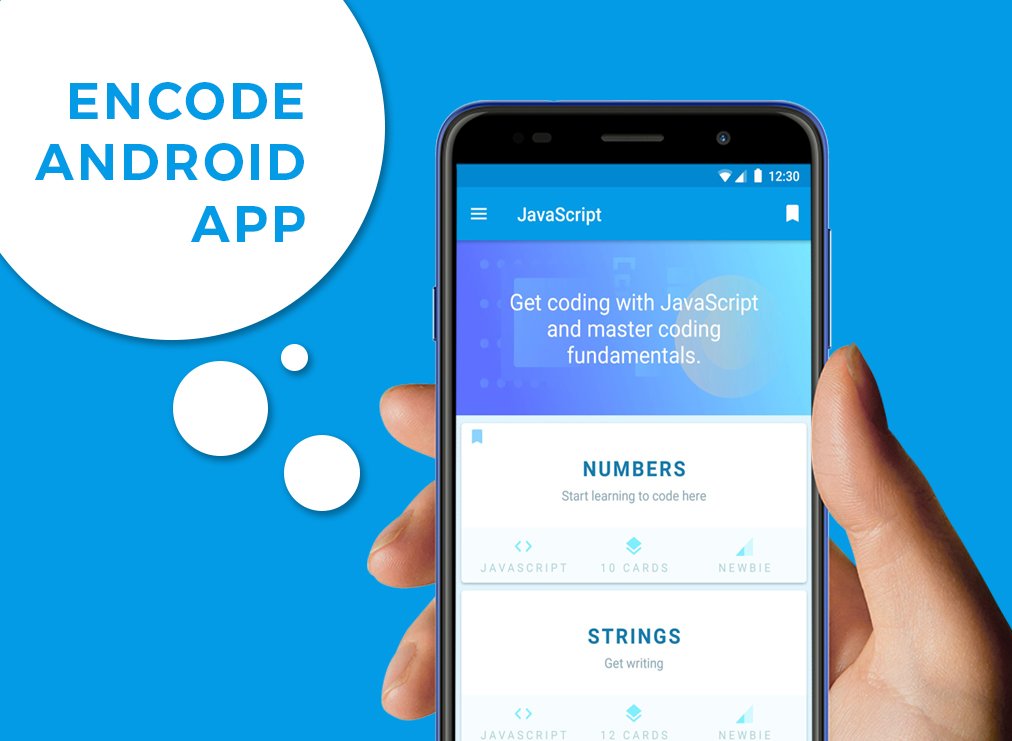 ENCODE
ANDROID
APP
12:30
JavaScript
Get coding with JavaScript
and master coding
fundamentals.
NUMBERS
Start learning to code here
JAVASCRIPT 10 CARDS NEWBIE
STRINGS
Get writing
JAVASCRIPT 12 CARDS NEWBIE